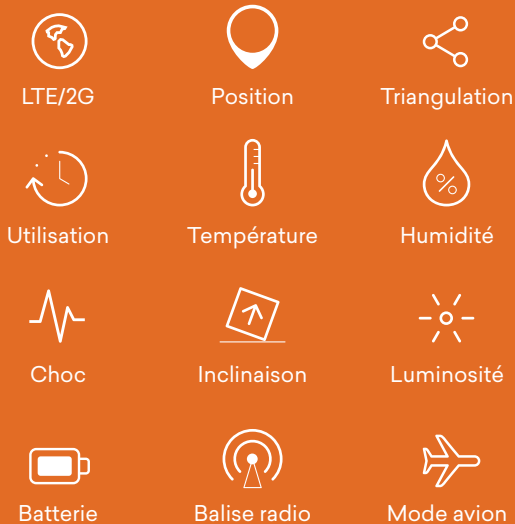 LTE/2G
Position
Triangulation
%
Utilisation
Température
Humidité
Choc
Inclinaison
Luminosité
Batterie
Balise radio
Mode avion